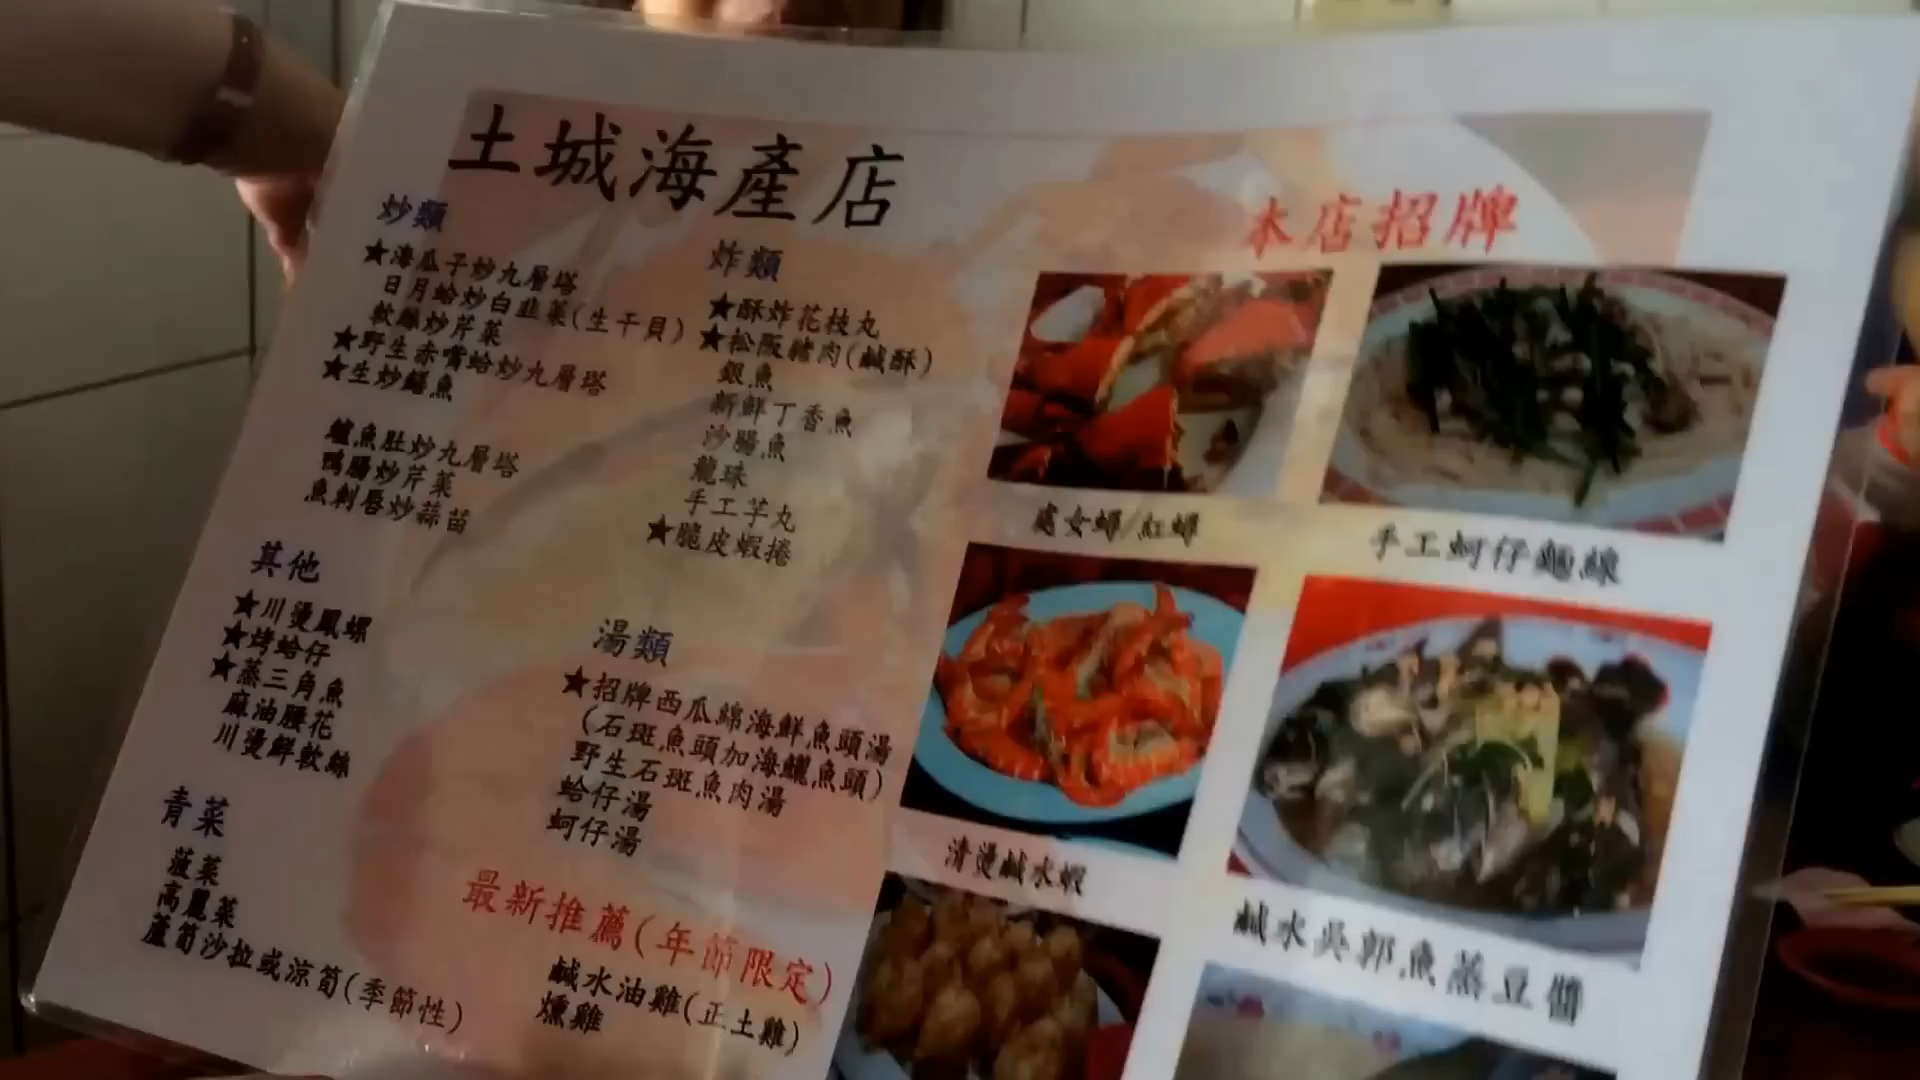 土城海產店
炒類
★海瓜子炒九層塔
日月蛤炒白韭菜(生干貝)
軟絲炒芹菜
★野生赤嘴蛤炒九層塔
★生炒鱔魚
鱸魚肚炒九層塔
鴨腸炒芹菜
魚剌唇炒蒜苗
其他
★川燙鳳螺
★烤蛤仔
★蒸三角魚
麻油腰花
川燙鮮軟絲
青菜
菠菜
高麗菜
蘆筍沙拉或涼筍(季節性)
炸類
★酥炸花枝丸
★松阪豬肉(鹹酥)
銀魚
新鮮丁香魚
沙腸魚
龍珠
手工芋丸
★脆皮蝦捲
湯類
★招牌西瓜綿海鮮魚頭湯
(石斑魚頭加海鱺魚頭)
野生石斑魚肉湯
蛤仔湯
蚵仔湯
最新推薦(年節限定)
鹹水油雞(正土雞)
燻雞
本店招牌
處女蟳/紅蟳
手工蚵仔麵線
清燙鹹水蝦
鹹水吳郭魚蒸豆醬